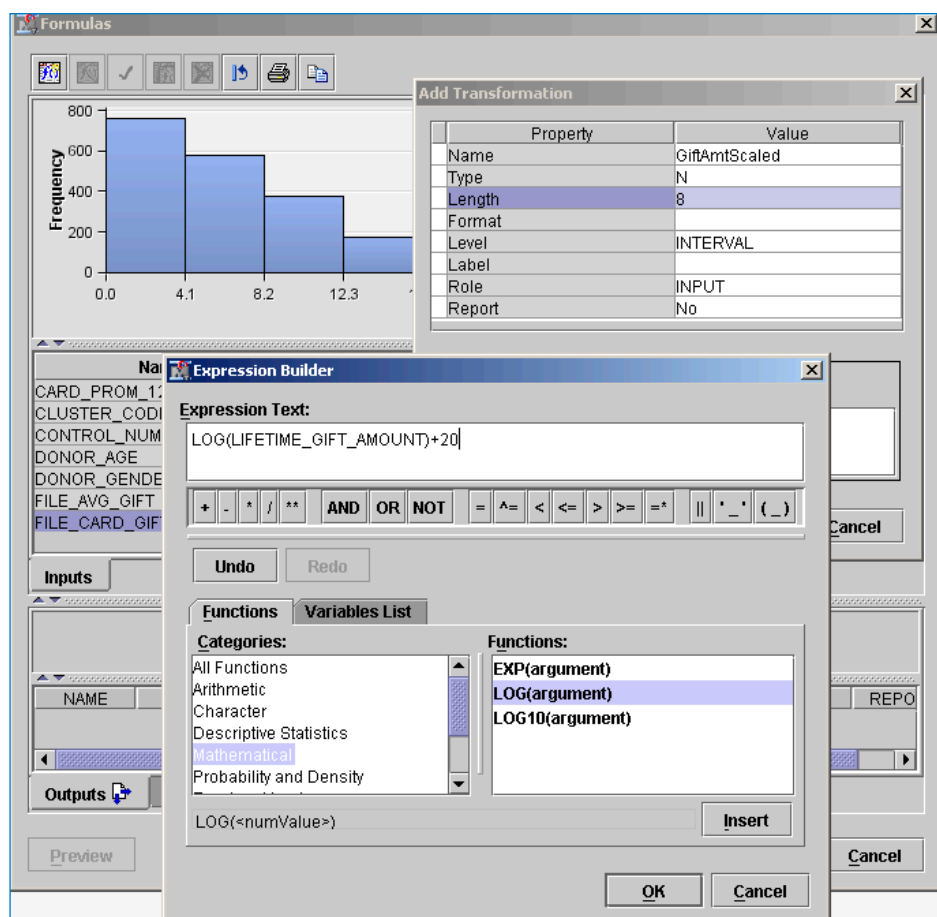 Formulas
800
600
400
200
0
Frequency
0.0 4.1 8.2 12.3
Add Transformation
Property Value
Name GiftAmtScaled
Type N
Length 8
Format
Level INTERVAL
Label
Role INPUT
Report No
CARD_PROM_12
CLUSTER_CODE
CONTROL_NUM
DONOR_AGE
DONOR_GENDE
FILE_AVG_GIFT
FILE_CARD_GIF
Cancel
Inputs
Expression Builder
Expression Text:
LOG(LIFETIME_GIFT_AMOUNT)+20
+ - * / ** AND OR NOT = ^= < <= > >= =* || '_' (_)
Undo Redo
Functions Variables List
Categories: Functions:
All Functions
Arithmetic
Character
Descriptive Statistics
Mathematical
Probability and Density
EXP(argument)
LOG(argument)
LOG10(argument)
LOG(<numValue>)
Insert
OK Cancel
NAME REPO
Outputs
Preview Cancel